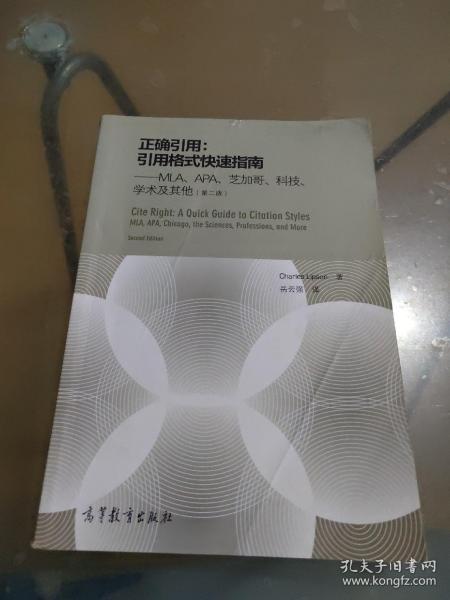 正确引用：
引用格式快速指南
——MLA、APA、芝加哥、科技、
学术及其他（第二版）
Cite Right: A Quick Guide to Citation Styles
MLA, APA, Chicago, the Sciences, Professions, and More
Second Edition
Charles Lipson 著
岳云强 译
高等教育出版社
孔夫子旧书网
www.kongfz.com